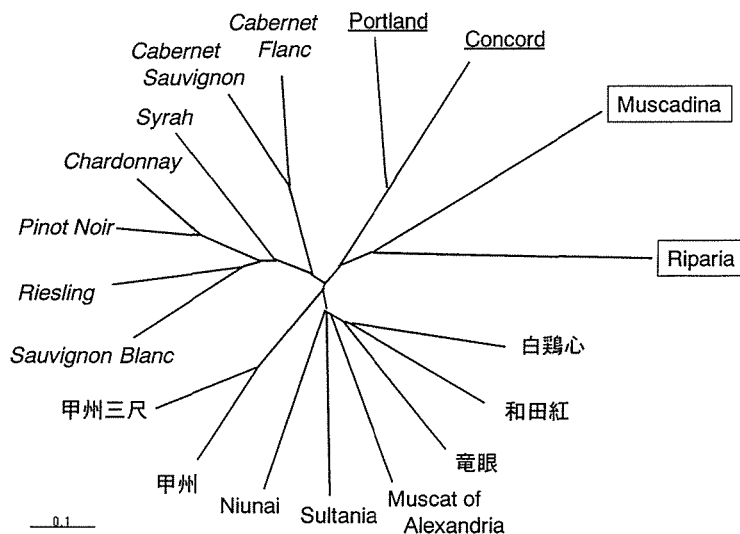 Cabernet
Flanc
Portland
Concord
Cabernet
Sauvignon
Muscadina
Syrah
Chardonnay
Pinot Noir
Riparia
Riesling
Sauvignon Blanc
白鶏心
甲州三尺
和田紅
竜眼
甲州
Niunai
Sultania
Muscat of
Alexandria
0.1